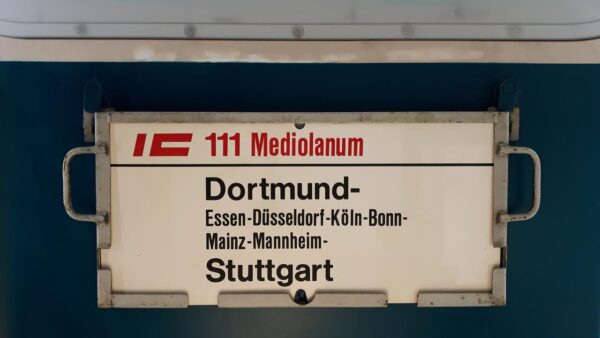 IC 111 Mediolanum
Dortmund-
Essen-Düsseldorf-Köln-Bonn-
Mainz-Mannheim-
Stuttgart